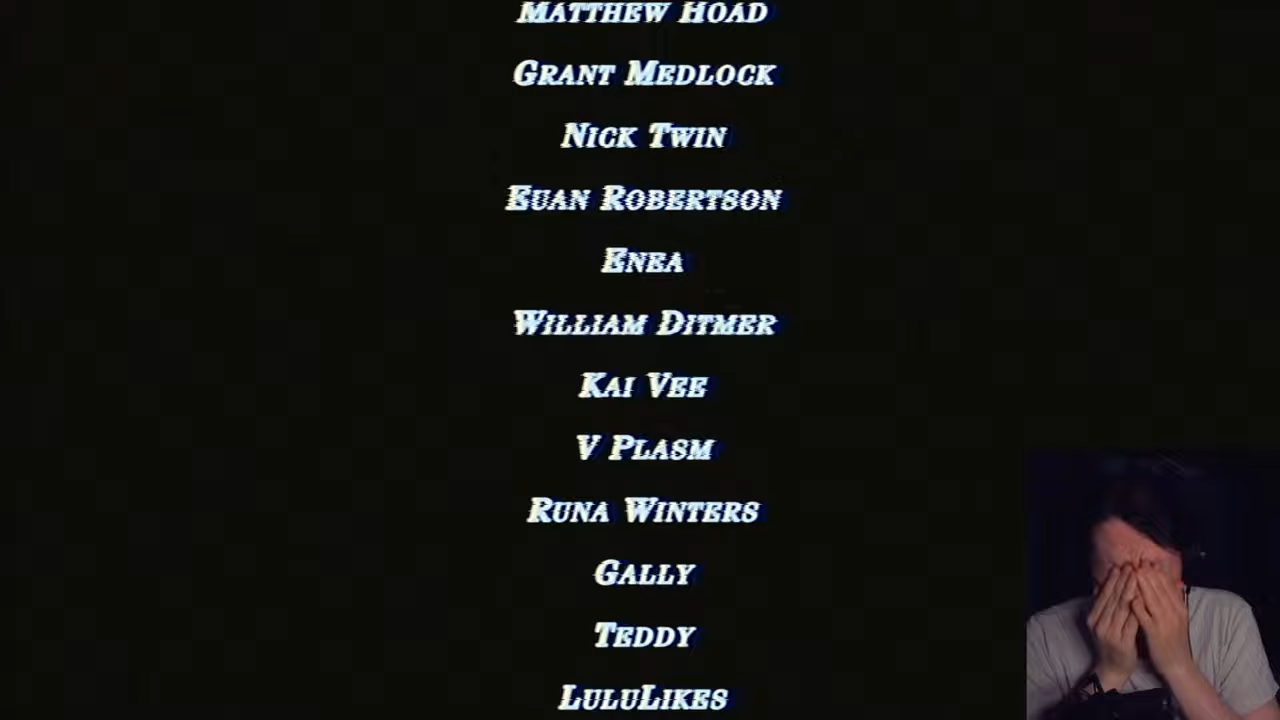 Matthew Hoad
Grant Medlock
Nick Twin
Euan Robertson
Enea
William Ditmer
Kai Vee
V Plasm
Runa Winters
Gally
Teddy
LuluLikes